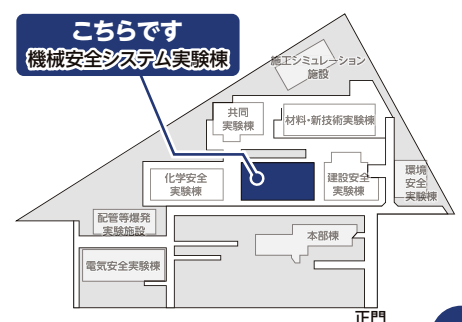 こちらです
機械安全システム実験棟
施工シミュレーション
施設
共同
実験棟
材料・新技術実験棟
化学安全
実験棟
建設安全
実験棟
環境
安全
実験棟
配管等爆発
実験施設
本部棟
電気安全実験棟
正門